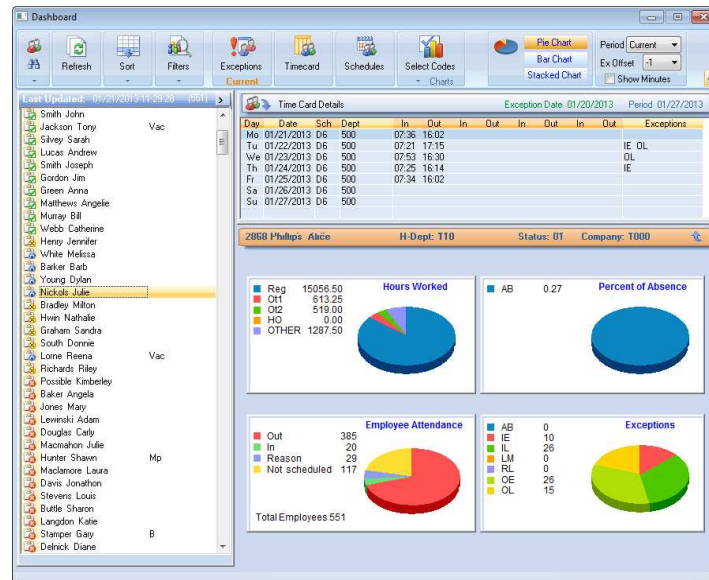 Dashboard
Refresh
Sort
Filters
Exceptions
Current
Timecard
Schedules
Select Codes
Charts
Pie Chart
Bar Chart
Stacked Chart
Period Current
Ex Offset -1
Show Minutes
Last Updated: 01/21/2013 11:29:28 (551)
Smith John
Jackson Tony Vac
Silvey Sarah
Lucas Andrew
Smith Joseph
Gordon Jim
Green Anna
Matthews Angelie
Murray Bill
Webb Catherine
Henry Jennifer
White Melissa
Barker Barb
Young Dylan
Nickols Julie
Bradley Milton
Hwin Nathalie
Graham Sandra
South Donnie
Lorne Reena Vac
Richards Riley
Possible Kimberley
Baker Angela
Jones Mary
Lewinski Adam
Douglas Carly
Macmahon Julie
Hunter Shawn Mp
Maclamore Laura
Davis Jonathon
Stevens Louis
Buttle Sharon
Langdon Katie
Stamper Gary B
Delnick Diane
Time Card Details Exception Date 01/20/2013 Period 01/27/2013
Day Date Sch Dept In Out In Out In Out In Out Exceptions
Mo 01/21/2013 D6 500 07:36 16:02
Tu 01/22/2013 D6 500 07:21 17:15 IE OL
We 01/23/2013 D6 500 07:53 16:30 OL
Th 01/24/2013 D6 500 07:25 16:14 IE
Fr 01/25/2013 D6 500 07:34 16:02
Sa 01/26/2013 D6 500
Su 01/27/2013 D6 500
2868 Phillips Alice H-Dept: T10 Status: 01 Company: T000
Hours Worked
Reg 15056.50
Ot1 613.25
Ot2 519.00
HO 0.00
OTHER 1287.50
Percent of Absence
AB 0.27
Employee Attendance
Out 385
In 20
Reason 29
Not scheduled 117
Total Employees 551
Exceptions
AB 0
IE 10
IL 26
LM 0
RL 0
OE 26
OL 15